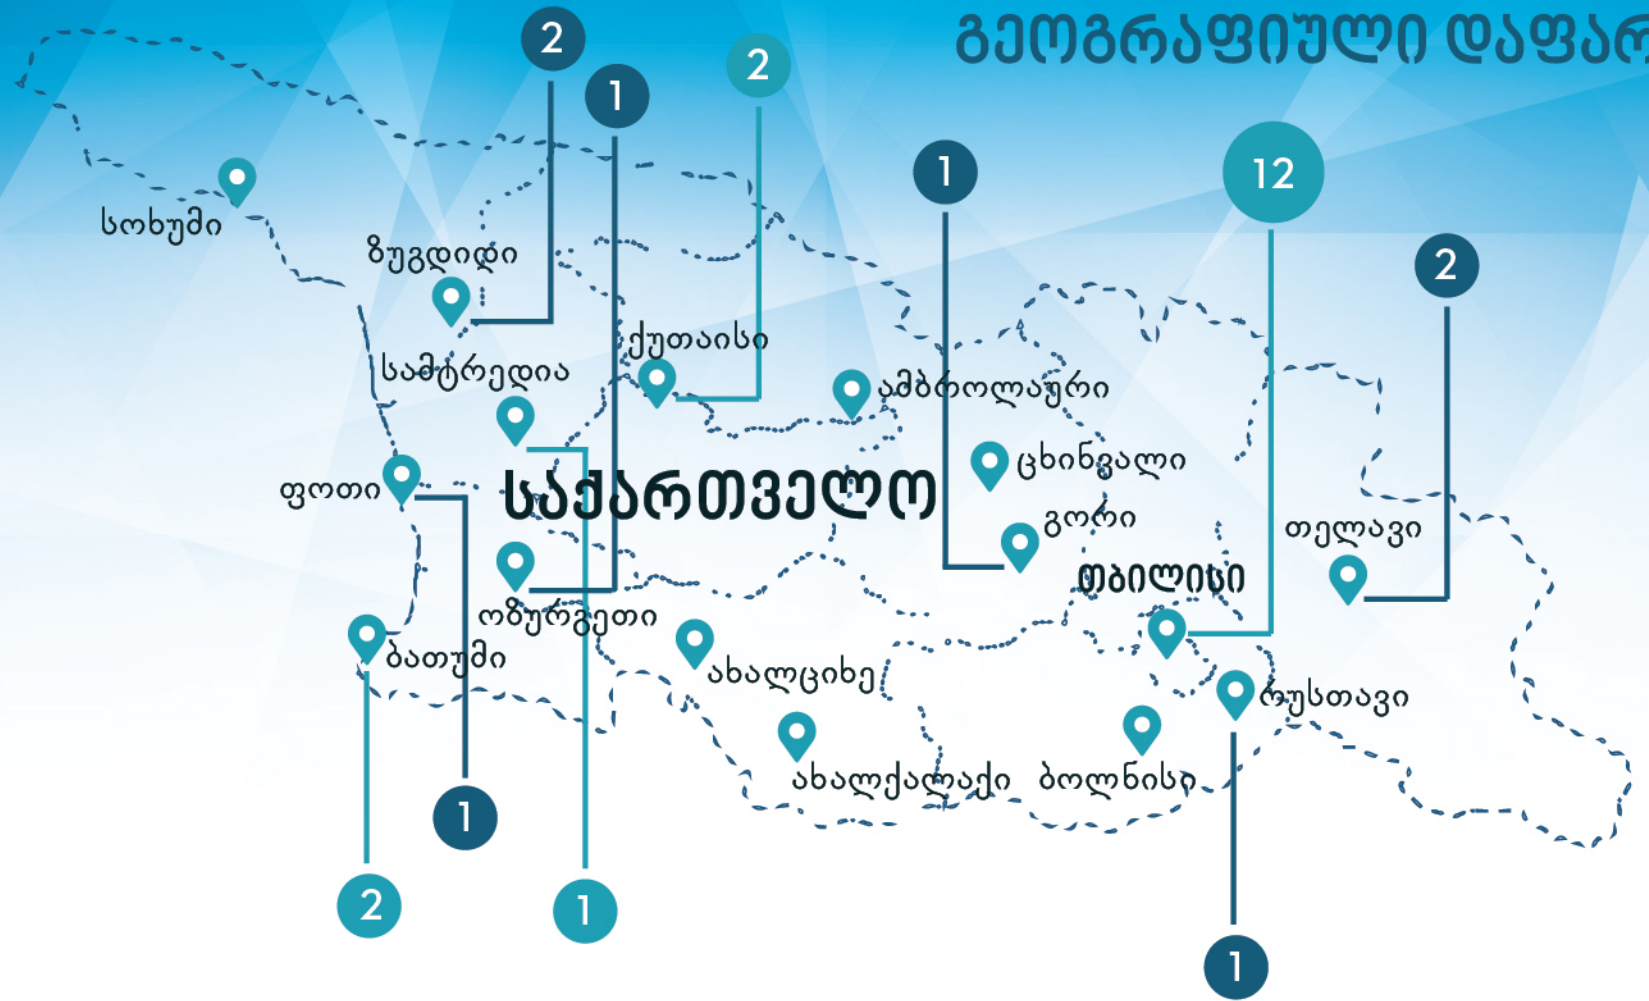 გეოგრაფიული
2
1
2
1
12
2
სოხუმი
ზუგდიდი
ქუთაისი
სამტრედია
ამბროლაური
ცხინვალი
ფოთი
საქართველო
გორი
თელავი
თბილისი
ოზურგეთი
ბათუმი
ახალციხე
რუსთავი
ახალქალაქი
ბოლნისი
1
2
1
1